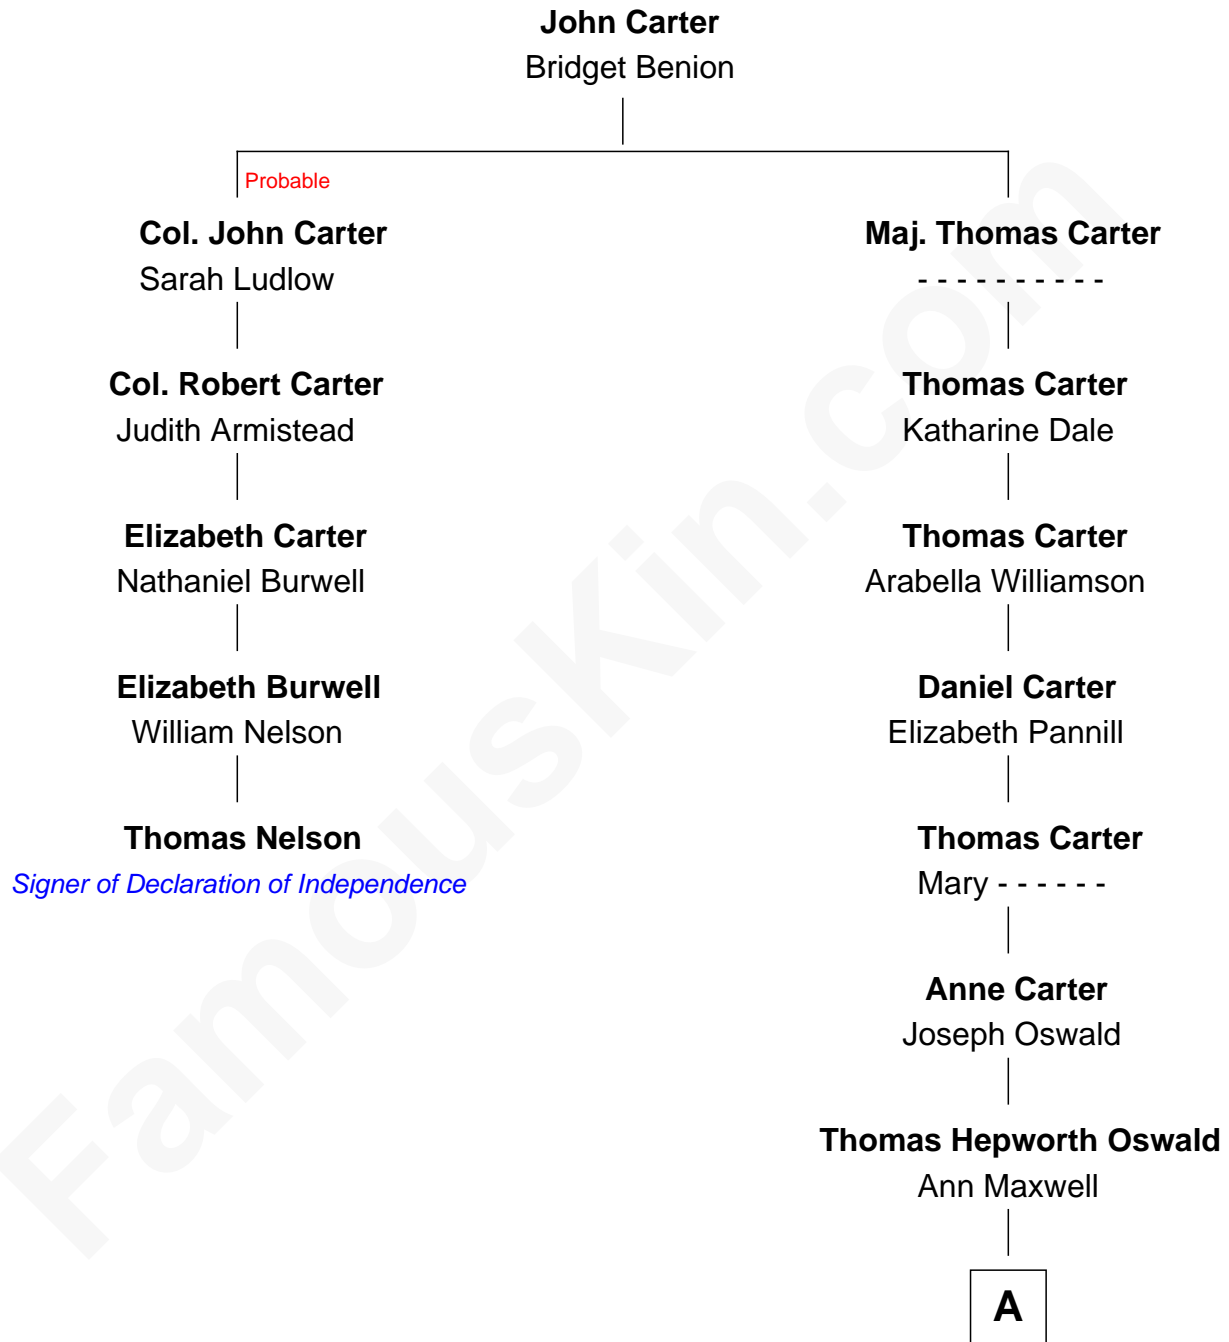 John Carter
Bridget Benion
Probable
Col. John Carter
Sarah Ludlow
Maj. Thomas Carter
- - - - - - - - - -
Col. Robert Carter
Judith Armistead
Thomas Carter
Katharine Dale
Elizabeth Carter
Nathaniel Burwell
Thomas Carter
Arabella Williamson
Elizabeth Burwell
William Nelson
Daniel Carter
Elizabeth Pannill
Thomas Nelson
Signer of Declaration of Independence
Thomas Carter
Mary - - - - - -
Anne Carter
Joseph Oswald
Thomas Hepworth Oswald
Ann Maxwell
A
FamousKin.com